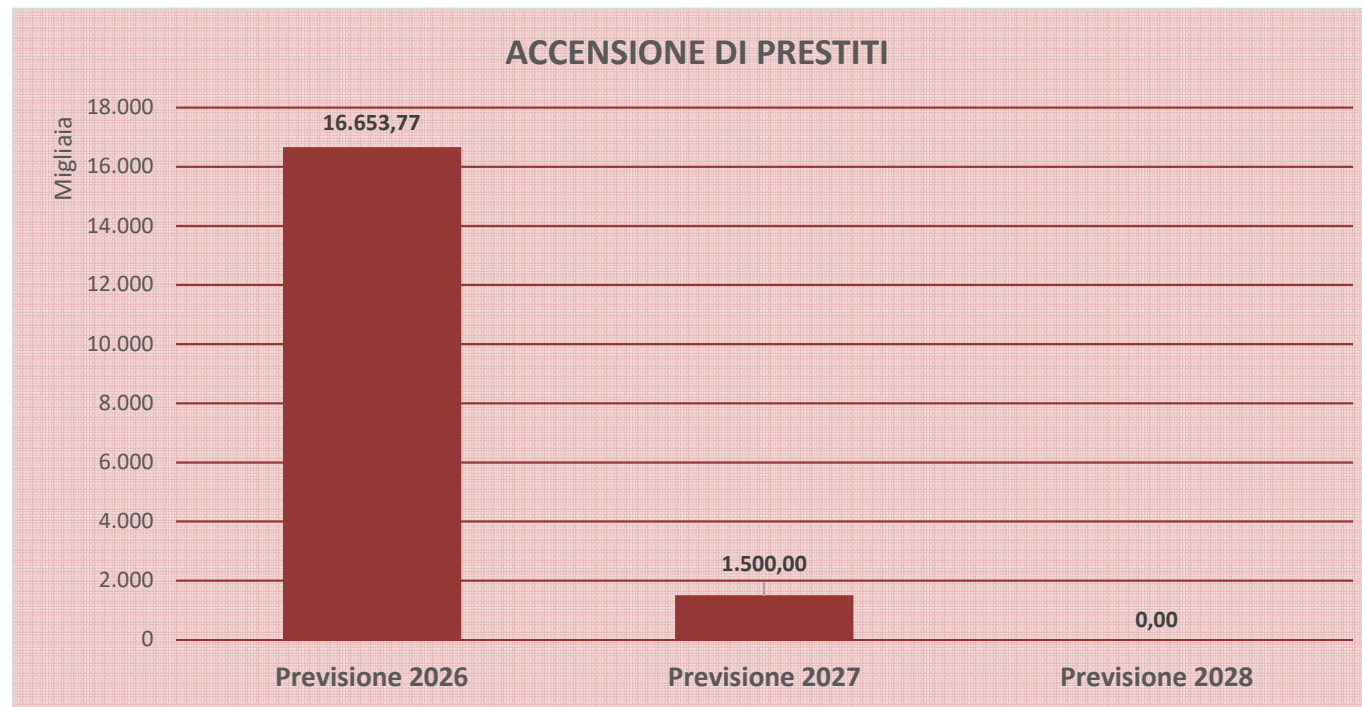 ACCENSIONE DI PRESTITI
Migliaia
18.000
16.000
14.000
12.000
10.000
8.000
6.000
4.000
2.000
0
16.653,77
1.500,00
0,00
Previsione 2026
Previsione 2027
Previsione 2028